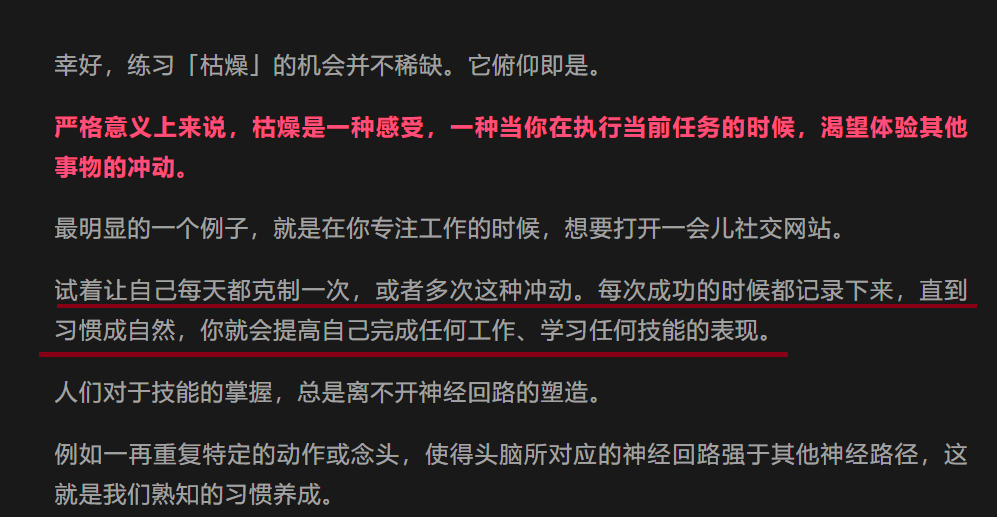 幸好，练习「枯燥」的机会并不稀缺。它俯仰即是。
严格意义上来说，枯燥是一种感受，一种当你在执行当前任务的时候，渴望体验其他
事物的冲动。
最明显的一个例子，就是在你专注工作的时候，想要打开一会儿社交网站。
试着让自己每天都克制一次，或者多次这种冲动。每次成功的时候都记录下来，直到
习惯成自然，你就会提高自己完成任何工作、学习任何技能的表现。
人们对于技能的掌握，总是离不开神经回路的塑造。
例如一再重复特定的动作或念头，使得头脑所对应的神经回路强于其他神经路径，这
就是我们熟知的习惯养成。